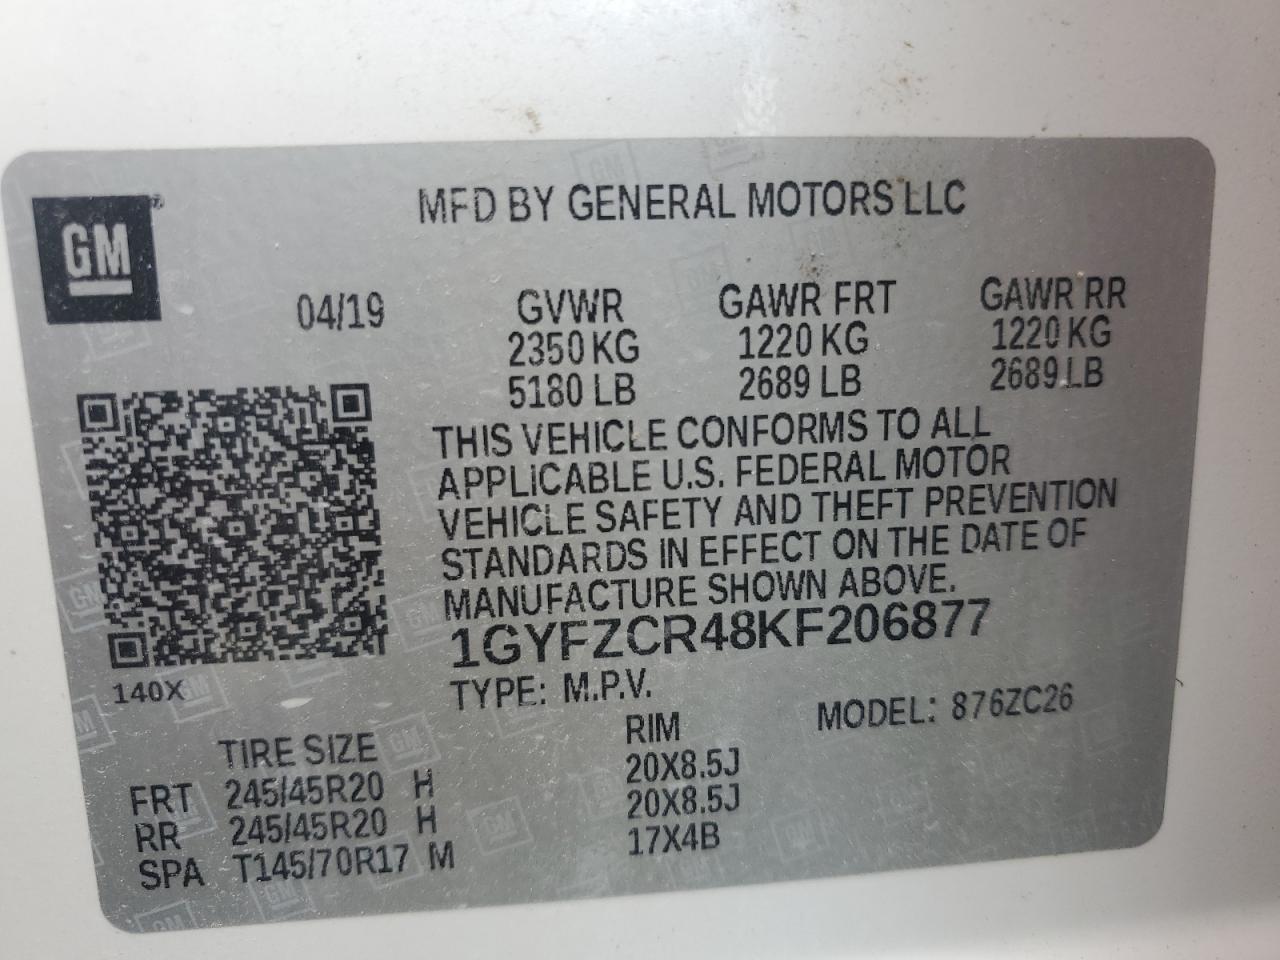 GM
MFD BY GENERAL MOTORS LLC
04/19 GVWR GAWR FRT GAWR RR
2350 KG 1220 KG 1220 KG
5180 LB 2689 LB 2689 LB
THIS VEHICLE CONFORMS TO ALL
APPLICABLE U.S. FEDERAL MOTOR
VEHICLE SAFETY AND THEFT PREVENTION
STANDARDS IN EFFECT ON THE DATE OF
MANUFACTURE SHOWN ABOVE.
1GYFZCR48KF206877
140X
TYPE: M.P.V. MODEL: 876ZC26
TIRE SIZE RIM
FRT 245/45R20 H 20X8.5J
RR 245/45R20 H 20X8.5J
SPA T145/70R17 M 17X4B